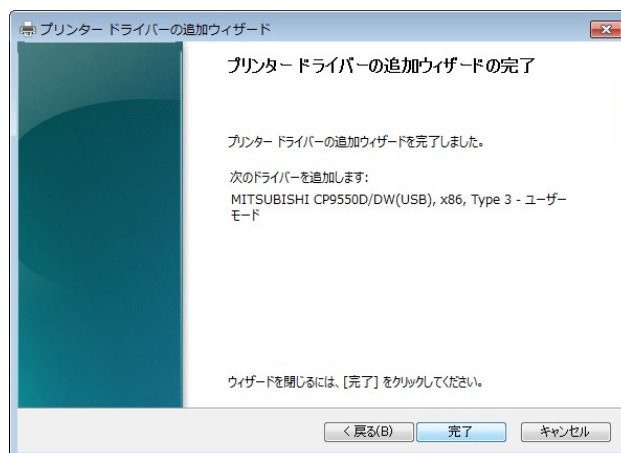 プリンター ドライバーの追加ウィザード
プリンター ドライバーの追加ウィザードの完了
プリンター ドライバーの追加ウィザードを完了しました。
次のドライバーを追加します:
MITSUBISHI CP9550D/DW(USB), x86, Type 3 - ユーザー
モード
ウィザードを閉じるには、[完了] をクリックしてください。
< 戻る(B)
完了
キャンセル